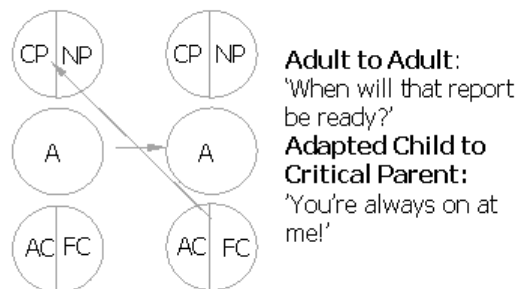 CP NP
CP NP
A
A
AC FC
AC FC
Adult to Adult:
'When will that report
be ready?'
Adapted Child to
Critical Parent:
'You're always on at
me!'